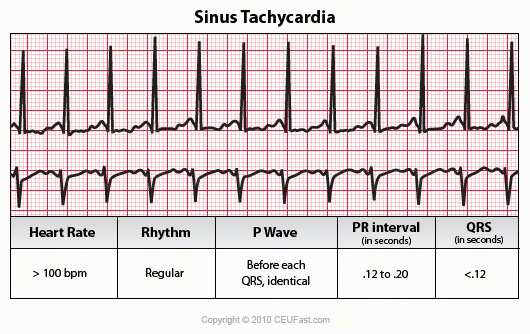 Sinus Tachycardia
Heart Rate
Rhythm
P Wave
PR interval
(in seconds)
QRS
(in seconds)
> 100 bpm
Regular
Before each
QRS, identical
.12 to .20
<.12
Copyright © 2010 CEUFast.com